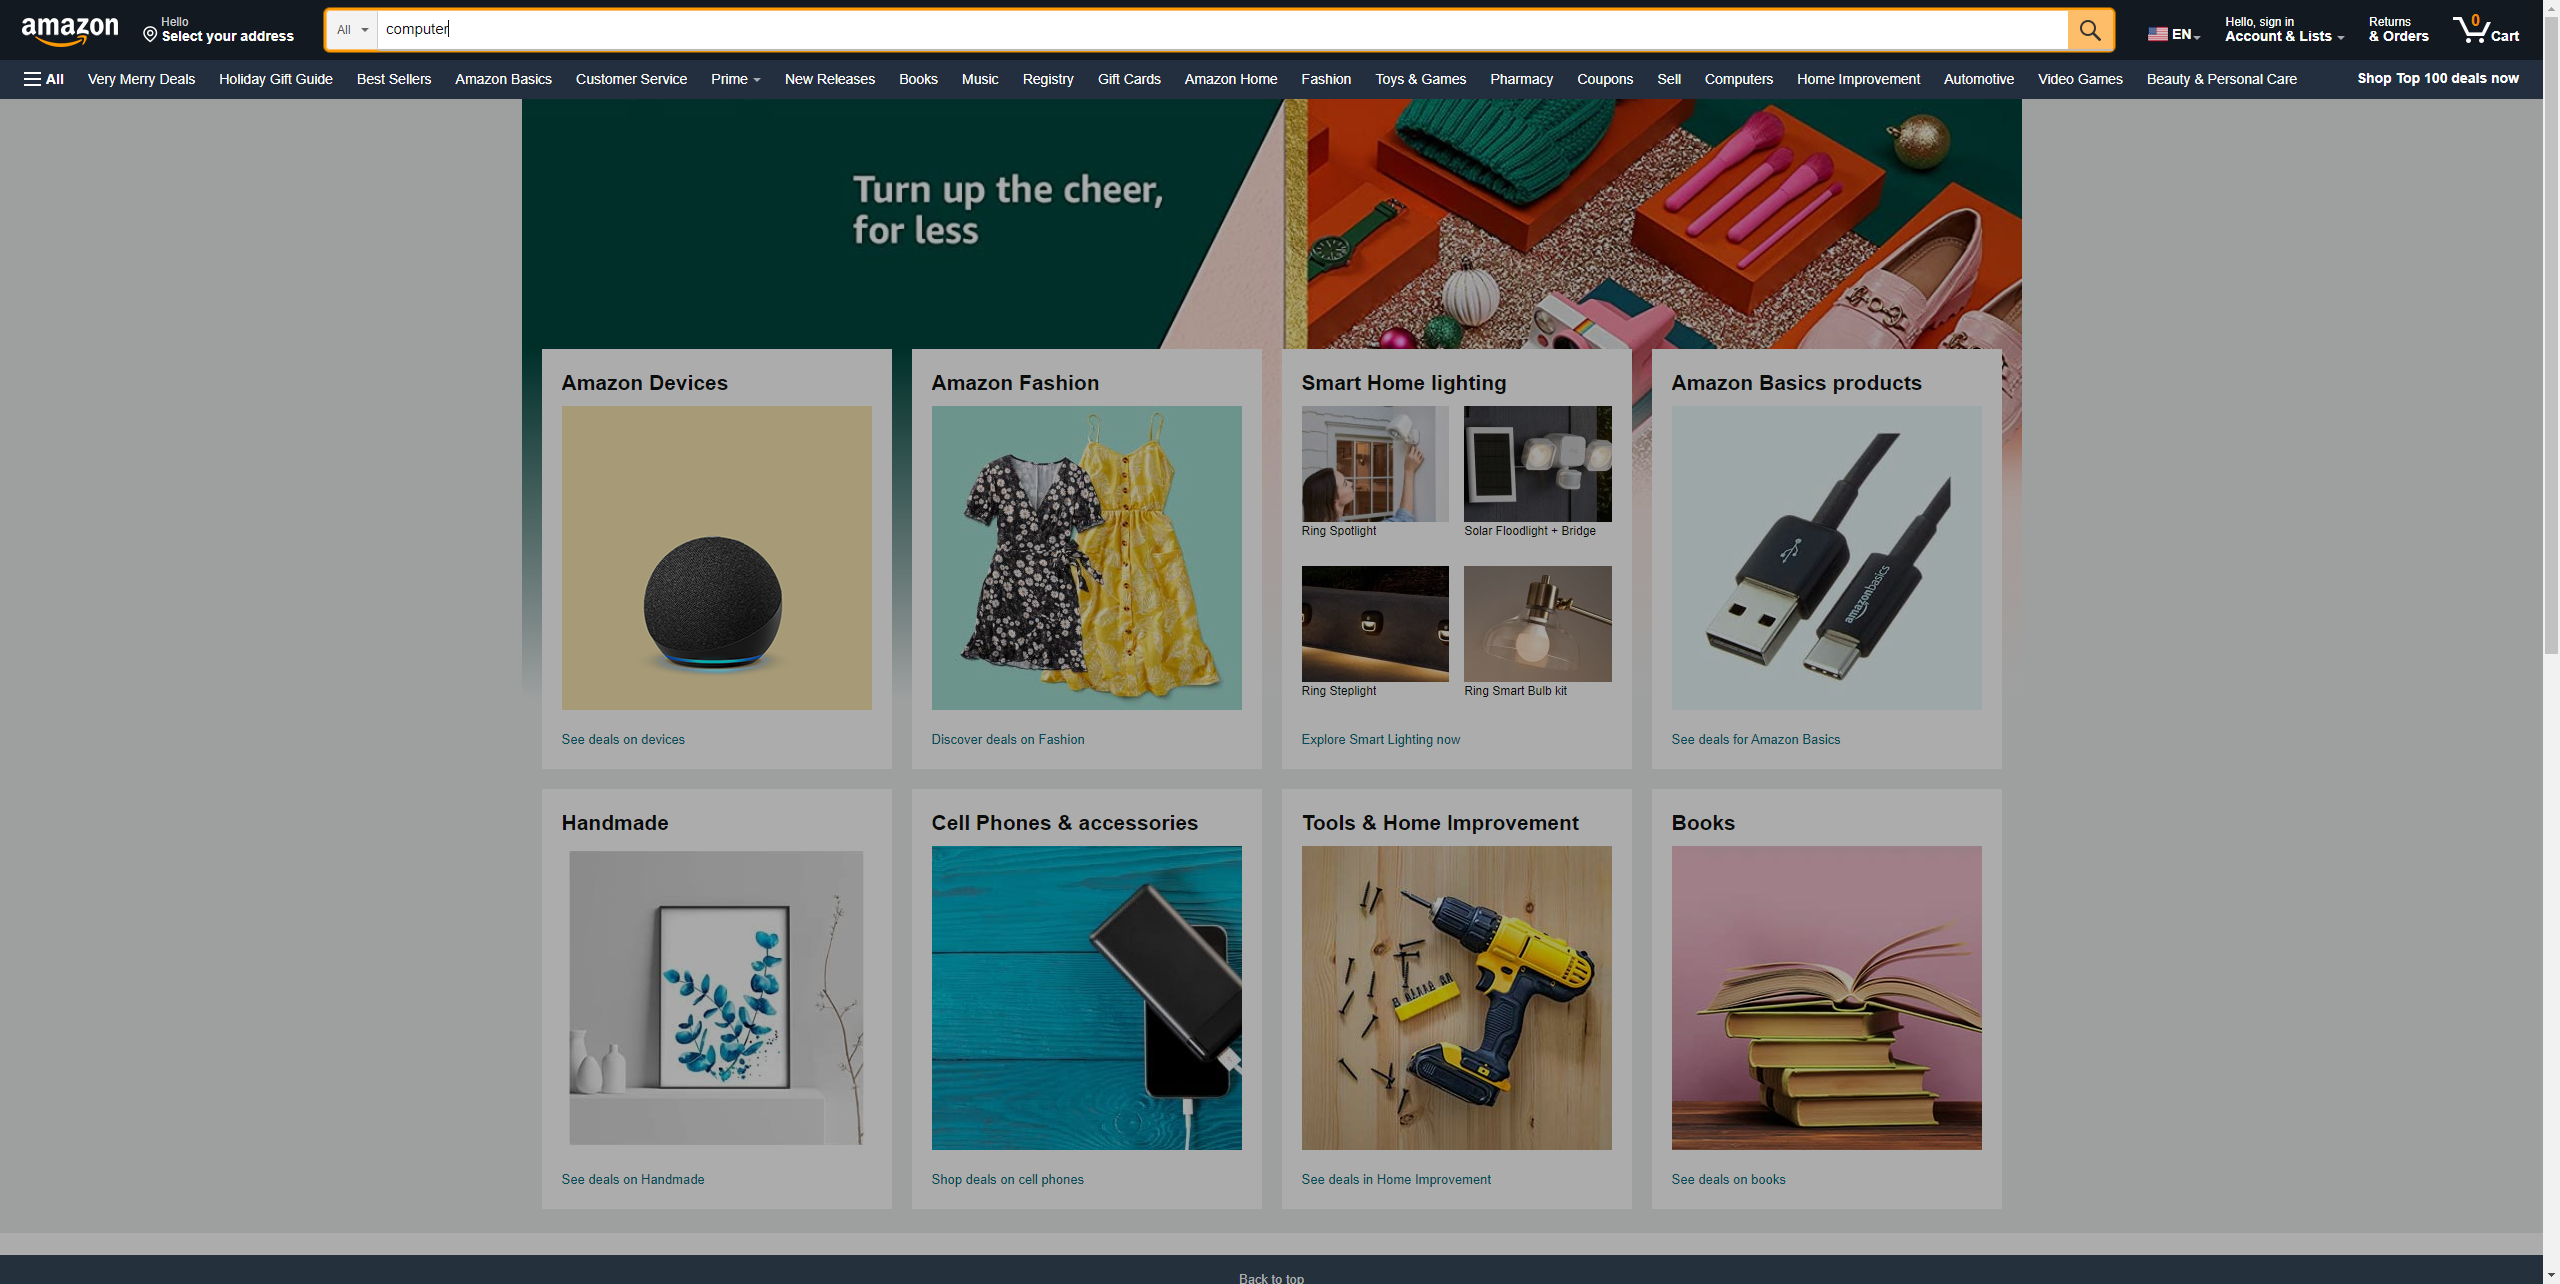 amazon
Hello
Select your address
All
computer
EN
Hello, sign in
Account & Lists
Returns
& Orders
0
Cart
All
Very Merry Deals
Holiday Gift Guide
Best Sellers
Amazon Basics
Customer Service
Prime
New Releases
Books
Music
Registry
Gift Cards
Amazon Home
Fashion
Toys & Games
Pharmacy
Coupons
Sell
Computers
Home Improvement
Automotive
Video Games
Beauty & Personal Care
Shop Top 100 deals now
Turn up the cheer,
for less
Amazon Devices
Amazon Fashion
Smart Home lighting
Amazon Basics products
Ring Spotlight
Solar Floodlight + Bridge
amazonbasics
Ring Steplight
Ring Smart Bulb kit
See deals on devices
Discover deals on Fashion
Explore Smart Lighting now
See deals for Amazon Basics
Handmade
Cell Phones & accessories
Tools & Home Improvement
Books
See deals on Handmade
Shop deals on cell phones
See deals in Home Improvement
See deals on books
Back to top